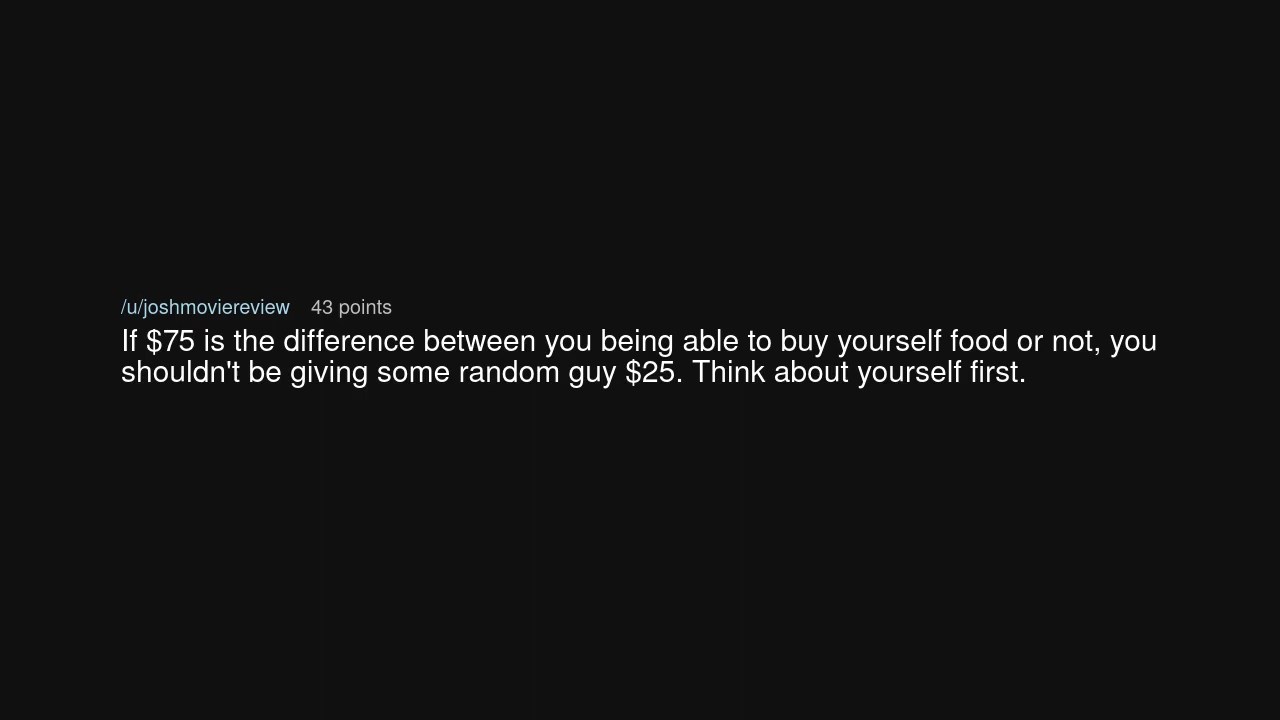 /u/joshmoviereview 43 points
If $75 is the difference between you being able to buy yourself food or not, you
shouldn't be giving some random guy $25. Think about yourself first.